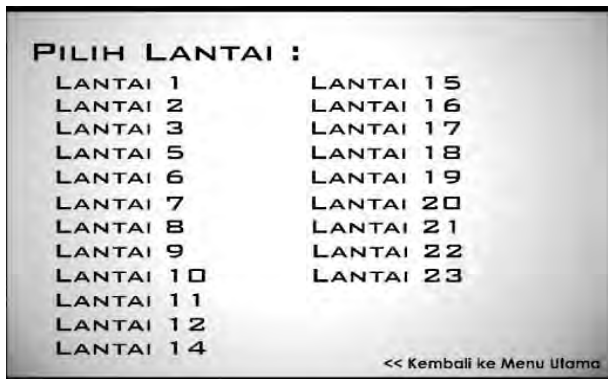 PILIH LANTAI :
LANTAI 1
LANTAI 2
LANTAI 3
LANTAI 5
LANTAI 6
LANTAI 7
LANTAI 8
LANTAI 9
LANTAI 10
LANTAI 11
LANTAI 12
LANTAI 14
LANTAI 15
LANTAI 16
LANTAI 17
LANTAI 18
LANTAI 19
LANTAI 20
LANTAI 21
LANTAI 22
LANTAI 23
<< Kembali ke Menu Utama